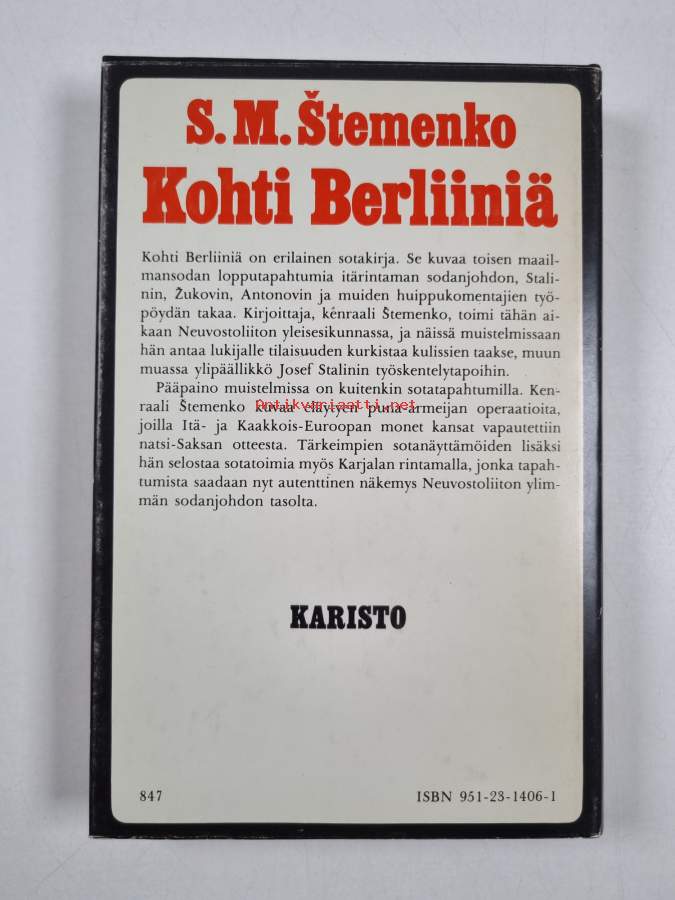 S. M. Štemenko
Kohti Berliiniä
Kohti Berliiniä on erilainen sotakirja. Se kuvaa toisen maail-
mansodan lopputapahtumia itärintaman sodanjohdon, Stali-
nin, Žukovin, Antonovin ja muiden huippukomentajien työ-
pöydän takaa. Kirjoittaja, kenraali Štemenko, toimi tähän ai-
kaan Neuvostoliiton yleisesikunnassa, ja näissä muistelmissaan
hän antaa lukijalle tilaisuuden kurkistaa kulissien taakse, muun
muassa ylipäällikkö Josef Stalinin työskentelytapoihin.
Pääpaino muistelmissa on kuitenkin sotatapahtumilla. Ken-
raali Štemenko kuvaa eläytyen puna-armeijan operaatioita,
Antikvariaatti.net
joilla Itä- ja Kaakkois-Euroopan monet kansat vapautettiin
natsi-Saksan otteesta. Tärkeimpien sotanäyttämöiden lisäksi
hän selostaa sotatoimia myös Karjalan rintamalla, jonka tapah-
tumista saadaan nyt autenttinen näkemys Neuvostoliiton ylim-
män sodanjohdon tasolta.
KARISTO
847
ISBN 951-23-1406-1